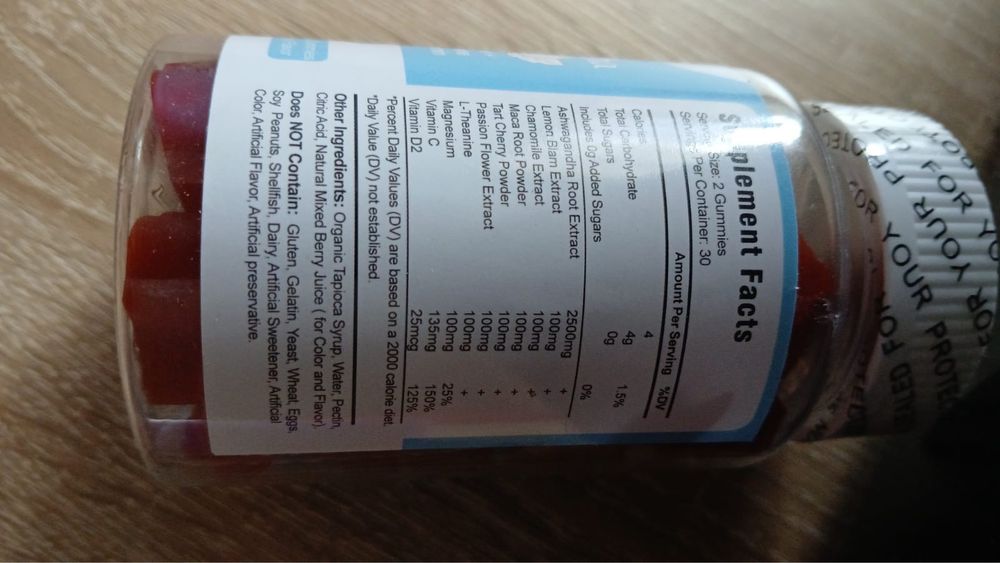 Supplement Facts
Size: 2 Gummies
Per Container: 30
Amount Per Serving %DV
Calories 4
Total Carbohydrate 4g 1.5%
Total Sugars 0g
Includes 0g Added Sugars 0%
Ashwagandha Root Extract 2500mg +
Lemon Blam Extract 100mg +
Chamomile Extract 100mg +
Maca Root Powder 100mg +
Tart Cherry Powder 100mg +
Passion Flower Extract 100mg +
L-Theanine 100mg +
Magnesium 100mg 25%
Vitamin C 135mg 150%
Vitamin D2 25mcg 125%
*Percent Daily Values (DV) are based on a 2000 calorie diet.
*Daily Value (DV) not established.
Other Ingredients: Organic Tapioca Syrup, Water, Pectin,
Citric Acid, Natural Mixed Berry Juice ( for Color and Flavor).
Does NOT Contain: Gluten, Gelatin, Yeast, Wheat, Eggs,
Soy Peanuts, Shellfish, Dairy, Artificial Sweetener, Artificial
Color, Artificial Flavor, Artificial preservative.
FOR YOUR PROTE
FOR YOUR